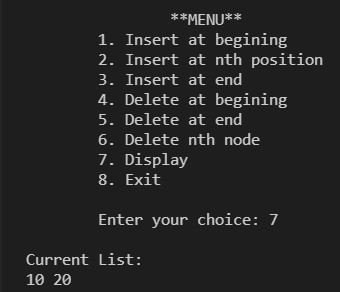 **MENU**
1. Insert at begining
2. Insert at nth position
3. Insert at end
4. Delete at begining
5. Delete at end
6. Delete nth node
7. Display
8. Exit
Enter your choice: 7
Current List:
10 20